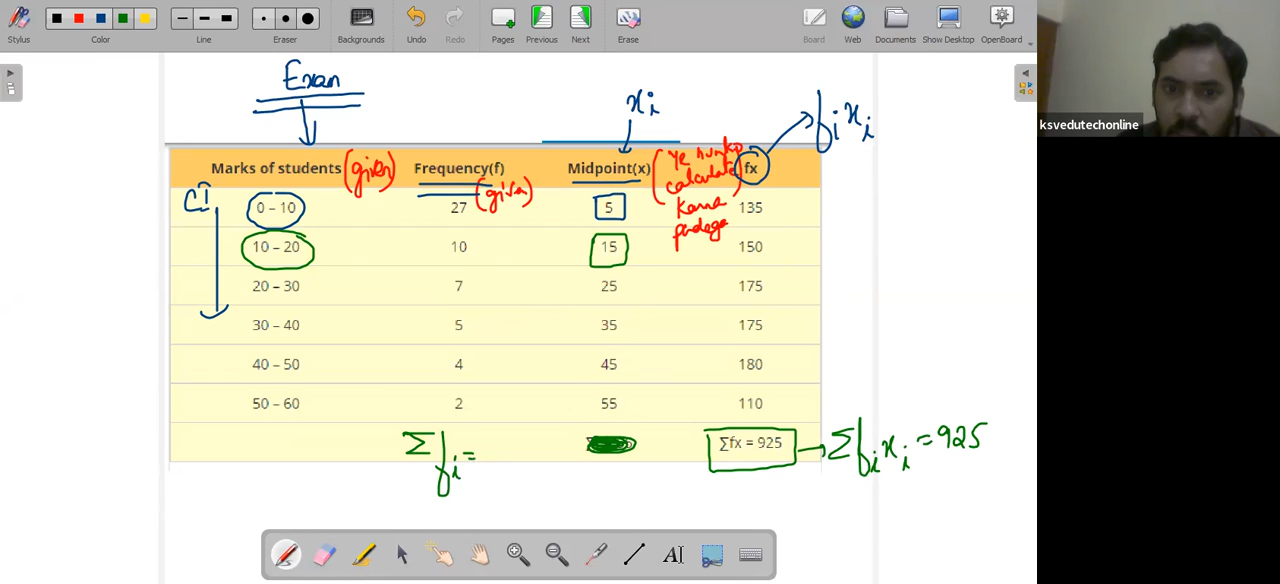 Stylus Color Line Eraser Backgrounds Undo Redo Pages Previous Next Erase Board Web Documents Show Desktop OpenBoard
Exam
xi
fixi
ksvedutechonline
Marks of students (given) Frequency(f) (given) Midpoint(x) (Ye humko calculate karna padega) fx
CI
0 – 10 27 5 135
10 – 20 10 15 150
20 – 30 7 25 175
30 – 40 5 35 175
40 – 50 4 45 180
50 – 60 2 55 110
Σfi= ∑fx = 925 → Σfixi = 925